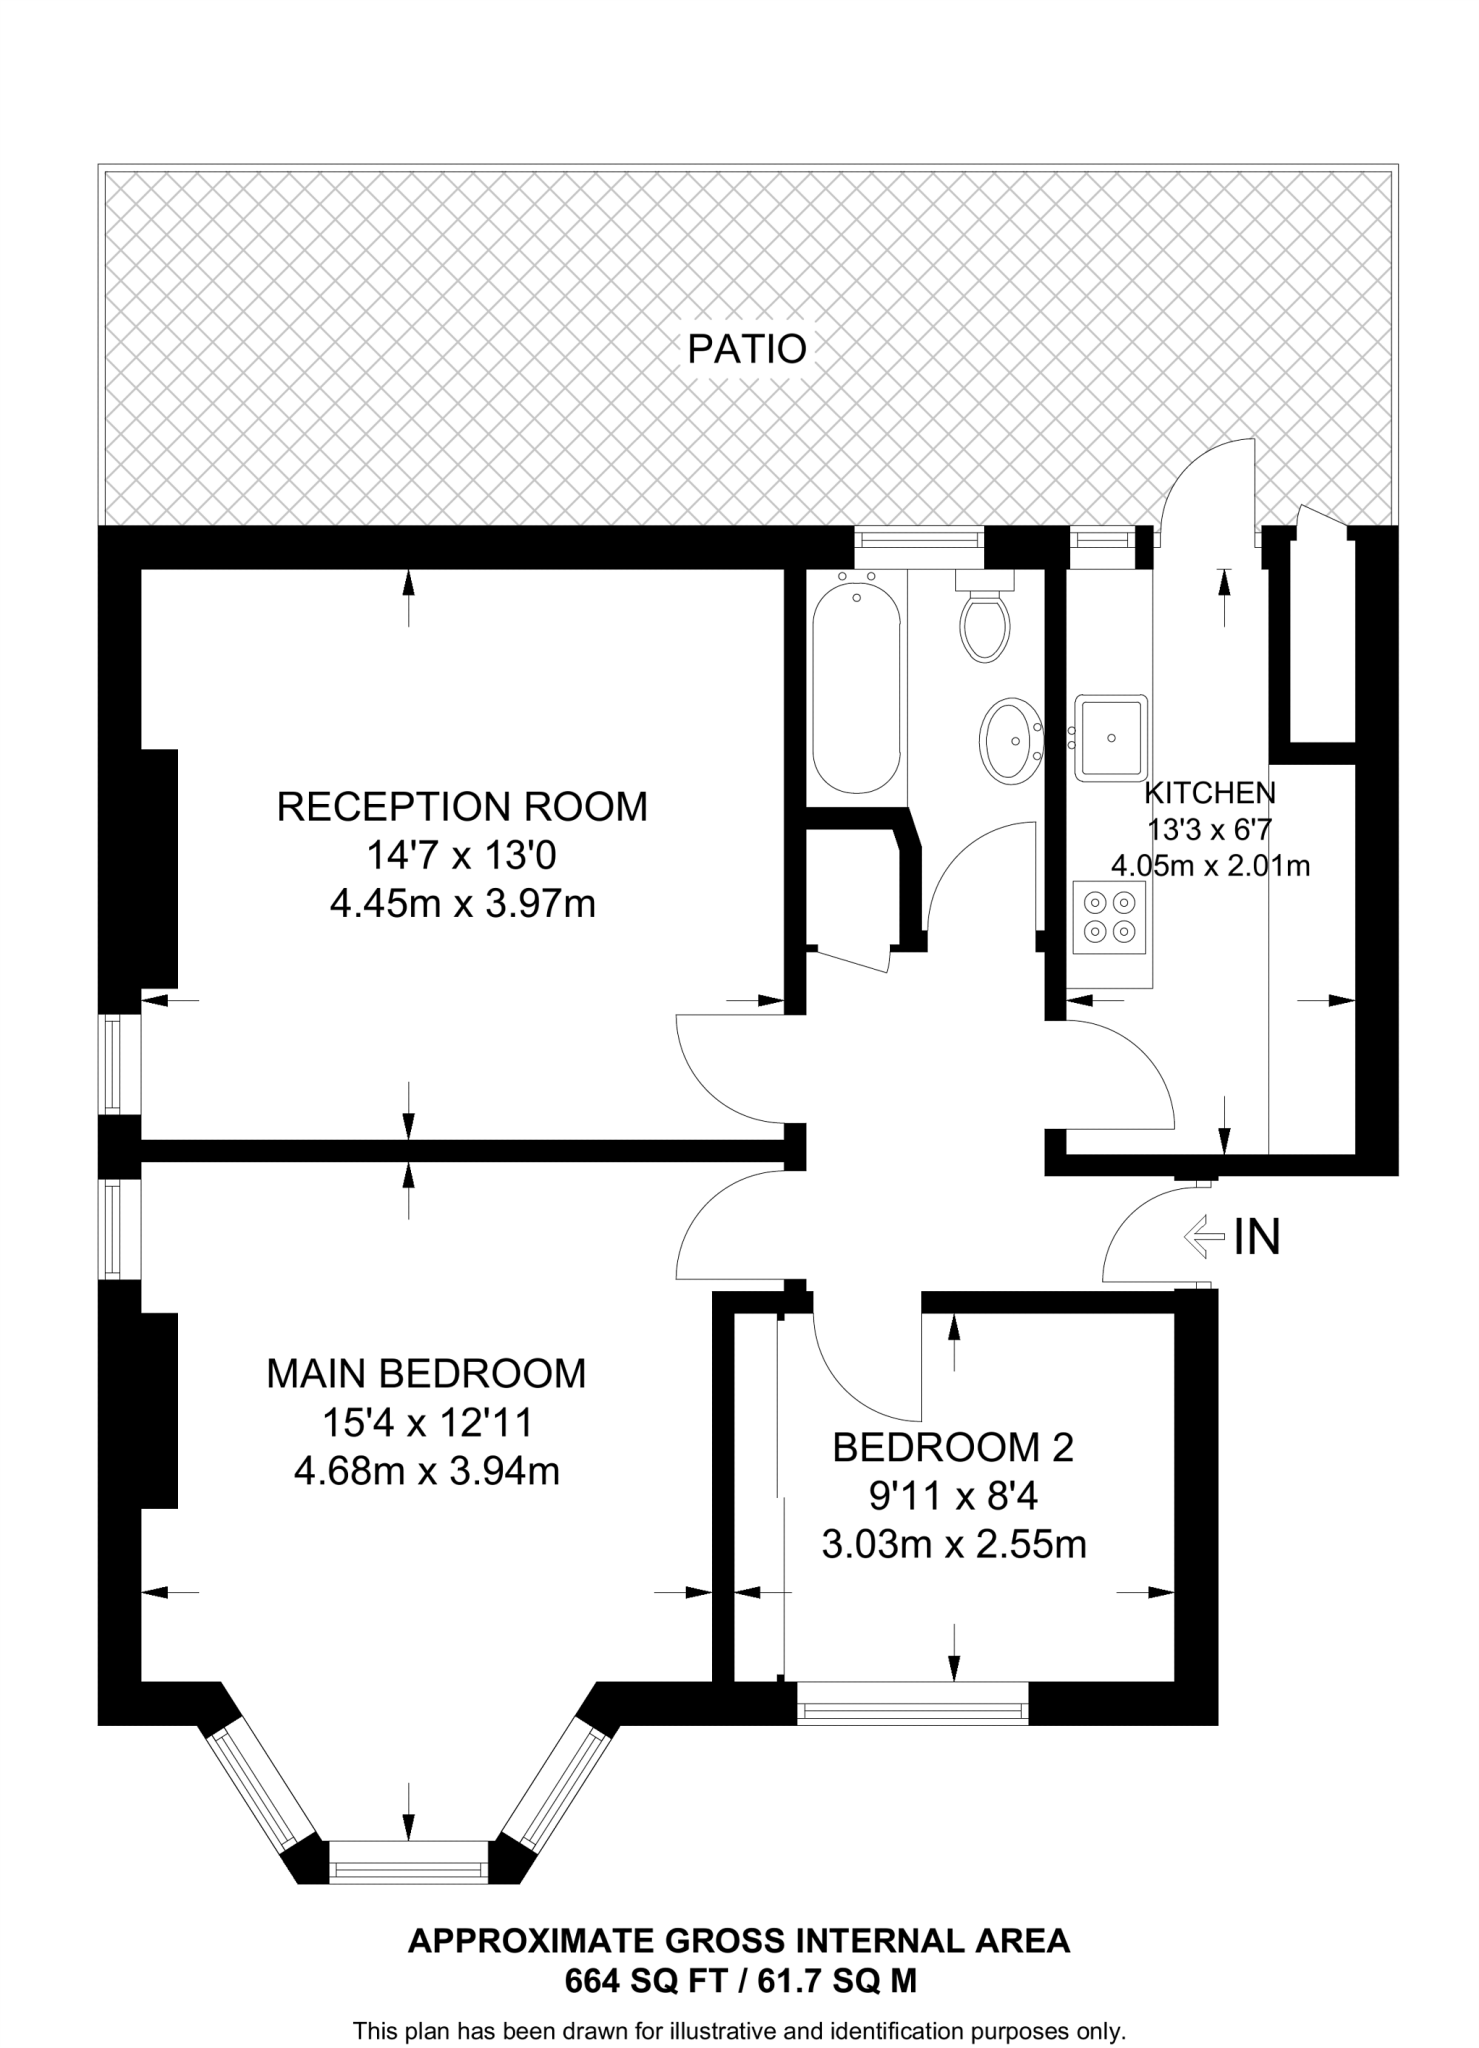 PATIO
RECEPTION ROOM
14'7 x 13'0
4.45m x 3.97m
KITCHEN
13'3 x 6'7
4.05m x 2.01m
IN
MAIN BEDROOM
15'4 x 12'11
4.68m x 3.94m
BEDROOM 2
9'11 x 8'4
3.03m x 2.55m
APPROXIMATE GROSS INTERNAL AREA
664 SQ FT / 61.7 SQ M
This plan has been drawn for illustrative and identification purposes only.